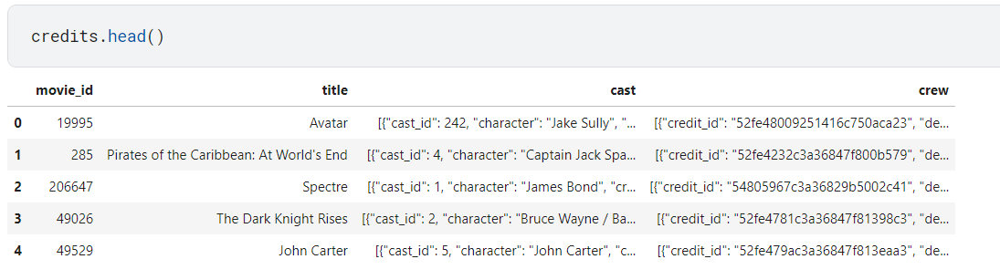 credits.head()
movie_id title cast crew
0 19995 Avatar [{"cast_id": 242, "character": "Jake Sully", "... [{"credit_id": "52fe48009251416c750aca23", "de...
1 285 Pirates of the Caribbean: At World's End [{"cast_id": 4, "character": "Captain Jack Spa... [{"credit_id": "52fe4232c3a36847f800b579", "de...
2 206647 Spectre [{"cast_id": 1, "character": "James Bond", "cr... [{"credit_id": "54805967c3a36829b5002c41", "de...
3 49026 The Dark Knight Rises [{"cast_id": 2, "character": "Bruce Wayne / Ba... [{"credit_id": "52fe4781c3a36847f81398c3", "de...
4 49529 John Carter [{"cast_id": 5, "character": "John Carter", "c... [{"credit_id": "52fe479ac3a36847f813eaa3", "de...